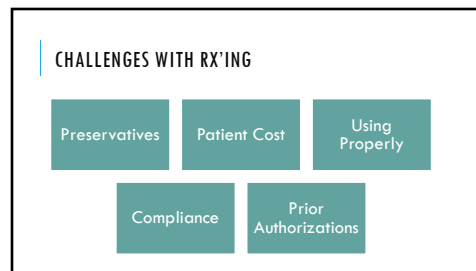 CHALLENGES WITH RX'ING
Preservatives
Patient Cost
Using
Properly
Compliance
Prior
Authorizations